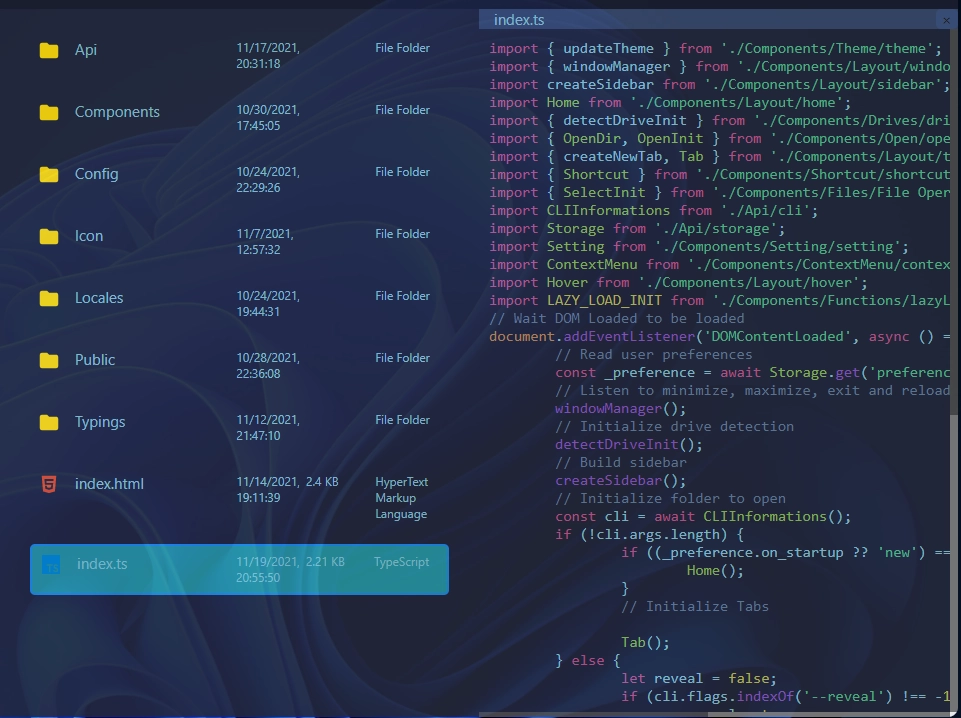 Api 11/17/2021, File Folder
20:31:18
Components 10/30/2021, File Folder
17:45:05
Config 10/24/2021, File Folder
22:29:26
Icon 11/7/2021, File Folder
12:57:32
Locales 10/24/2021, File Folder
19:44:31
Public 10/28/2021, File Folder
22:36:08
Typings 11/12/2021, File Folder
21:47:10
index.html 11/14/2021, 2.4 KB HyperText
19:11:39 Markup
Language
TS index.ts 11/19/2021, 2.21 KB TypeScript
20:55:50
index.ts ×
import { updateTheme } from './Components/Theme/theme';
import { windowManager } from './Components/Layout/windo
import createSidebar from './Components/Layout/sidebar';
import Home from './Components/Layout/home';
import { detectDriveInit } from './Components/Drives/dri
import { OpenDir, OpenInit } from './Components/Open/ope
import { createNewTab, Tab } from './Components/Layout/t
import { Shortcut } from './Components/Shortcut/shortcut
import { SelectInit } from './Components/Files/File Oper
import CLIInformations from './Api/cli';
import Storage from './Api/storage';
import Setting from './Components/Setting/setting';
import ContextMenu from './Components/ContextMenu/contex
import Hover from './Components/Layout/hover';
import LAZY_LOAD_INIT from './Components/Functions/lazyL
// Wait DOM Loaded to be loaded
document.addEventListener('DOMContentLoaded', async () =
// Read user preferences
const _preference = await Storage.get('preferenc
// Listen to minimize, maximize, exit and reload
windowManager();
// Initialize drive detection
detectDriveInit();
// Build sidebar
createSidebar();
// Initialize folder to open
const cli = await CLIInformations();
if (!cli.args.length) {
if ((_preference.on_startup ?? 'new') ==
Home();
}
// Initialize Tabs
Tab();
} else {
let reveal = false;
if (cli.flags.indexOf('--reveal') !== -1